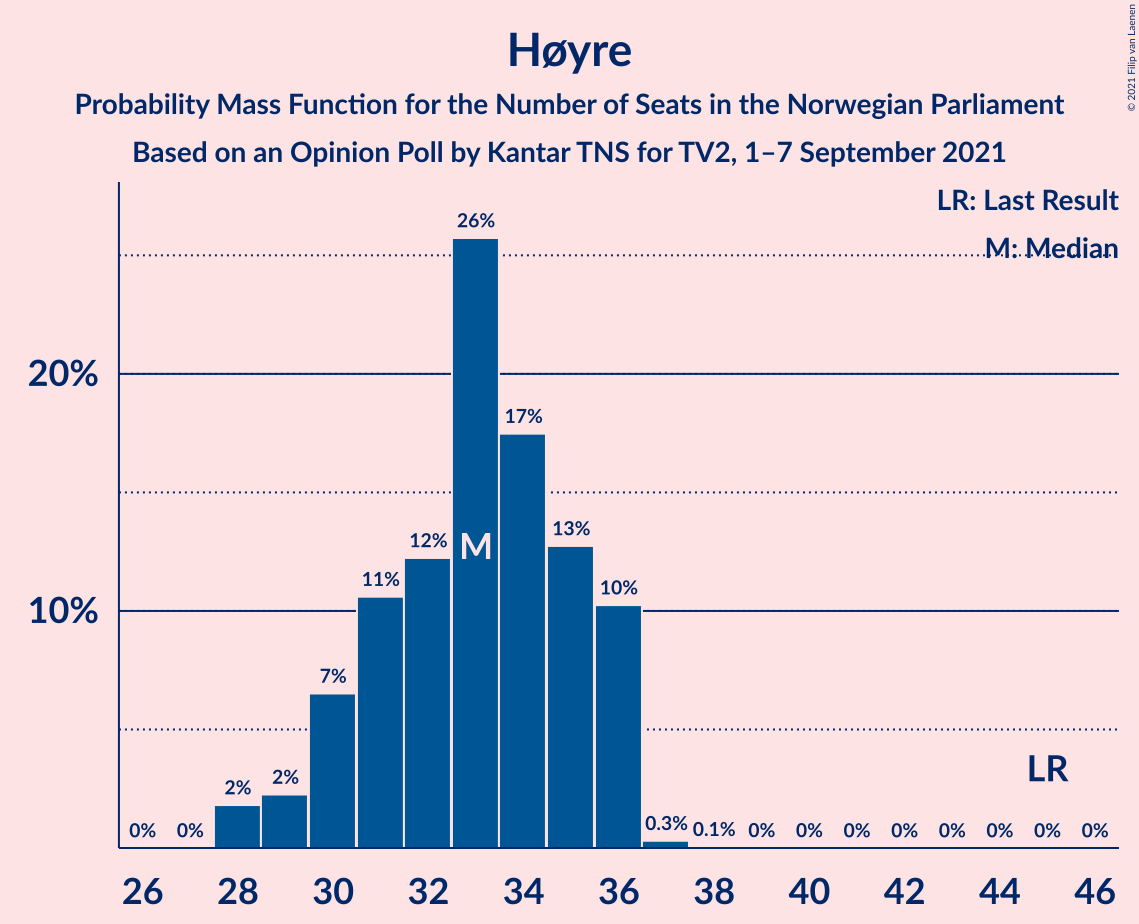 Høyre
Probability Mass Function for the Number of Seats in the Norwegian Parliament
Based on an Opinion Poll by Kantar TNS for TV2, 1–7 September 2021
© 2021 Filip van Laenen
LR: Last Result
M: Median
26%
20%
17%
13%
12%
M
11%
10%
10%
7%
LR
2%
2%
0%
0%
0.3%
0.1%
0%
0%
0%
0%
0%
0%
0%
0%
26 28 30 32 34 36 38 40 42 44 46